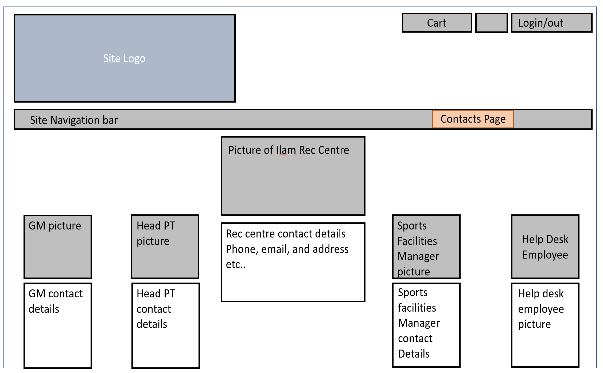 Cart
Login/out
Site Logo
Site Navigation bar
Contacts Page
Picture of Ilam Rec Centre
GM picture
Head PT
picture
Rec centre contact details
Phone, email, and address
etc..
Sports
Facilities
Manager
picture
Help Desk
Employee
GM contact
details
Head PT
contact
details
Sports
facilities
Manager
contact
Details
Help desk
employee
picture